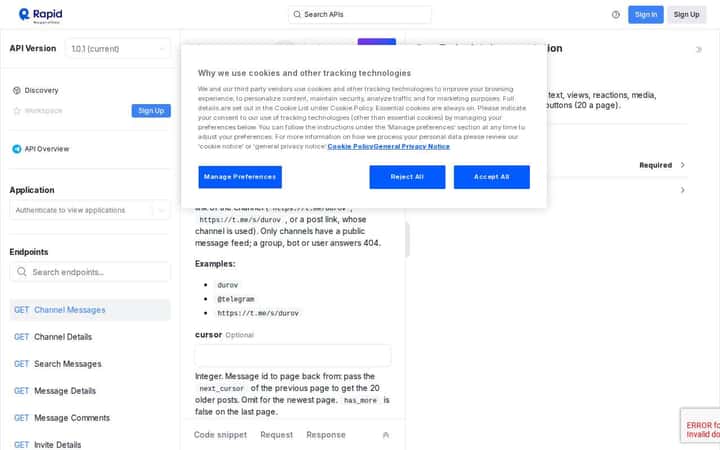 Rapid
Search APIs
Sign In
Sign Up
API Version
1.0.1 (current)
Discovery
Workspace
Sign Up
API Overview
Application
Authenticate to view applications
Endpoints
Search endpoints...
GET Channel Messages
GET Channel Details
GET Search Messages
GET Message Details
GET Message Comments
GET Invite Details
Why we use cookies and other tracking technologies
We and our third party vendors use cookies and other tracking technologies to improve your browsing
experience, to personalize content, maintain security, analyze traffic and for marketing purposes. Full
details are set out in the Cookie List under Cookie Policy. Essential cookies are always on. Please indicate
your consent to our use of tracking technologies (other then essential cookies) by managing your
preferences below. You can follow the instructions under the 'Manage preferences' section at any time to
adjust your preferences. For more information on how we process your personal data please review our
'cookie notice' or 'general privacy notice'. Cookie PolicyGeneral Privacy Notice
Manage Preferences
Reject All
Accept All
https://t.me/s/durov , or a post link, whose
channel is used). Only channels have a public
message feed; a group, bot or user answers 404.
Examples:
durov
@telegram
https://t.me/s/durov
cursor Optional
Integer. Message id to page back from: pass the
next_cursor of the previous page to get the 20
older posts. Omit for the newest page. has_more is
false on the last page.
Code snippet
Request
Response
text, views, reactions, media,
buttons (20 a page).
Required
ERROR fo
Invalid do